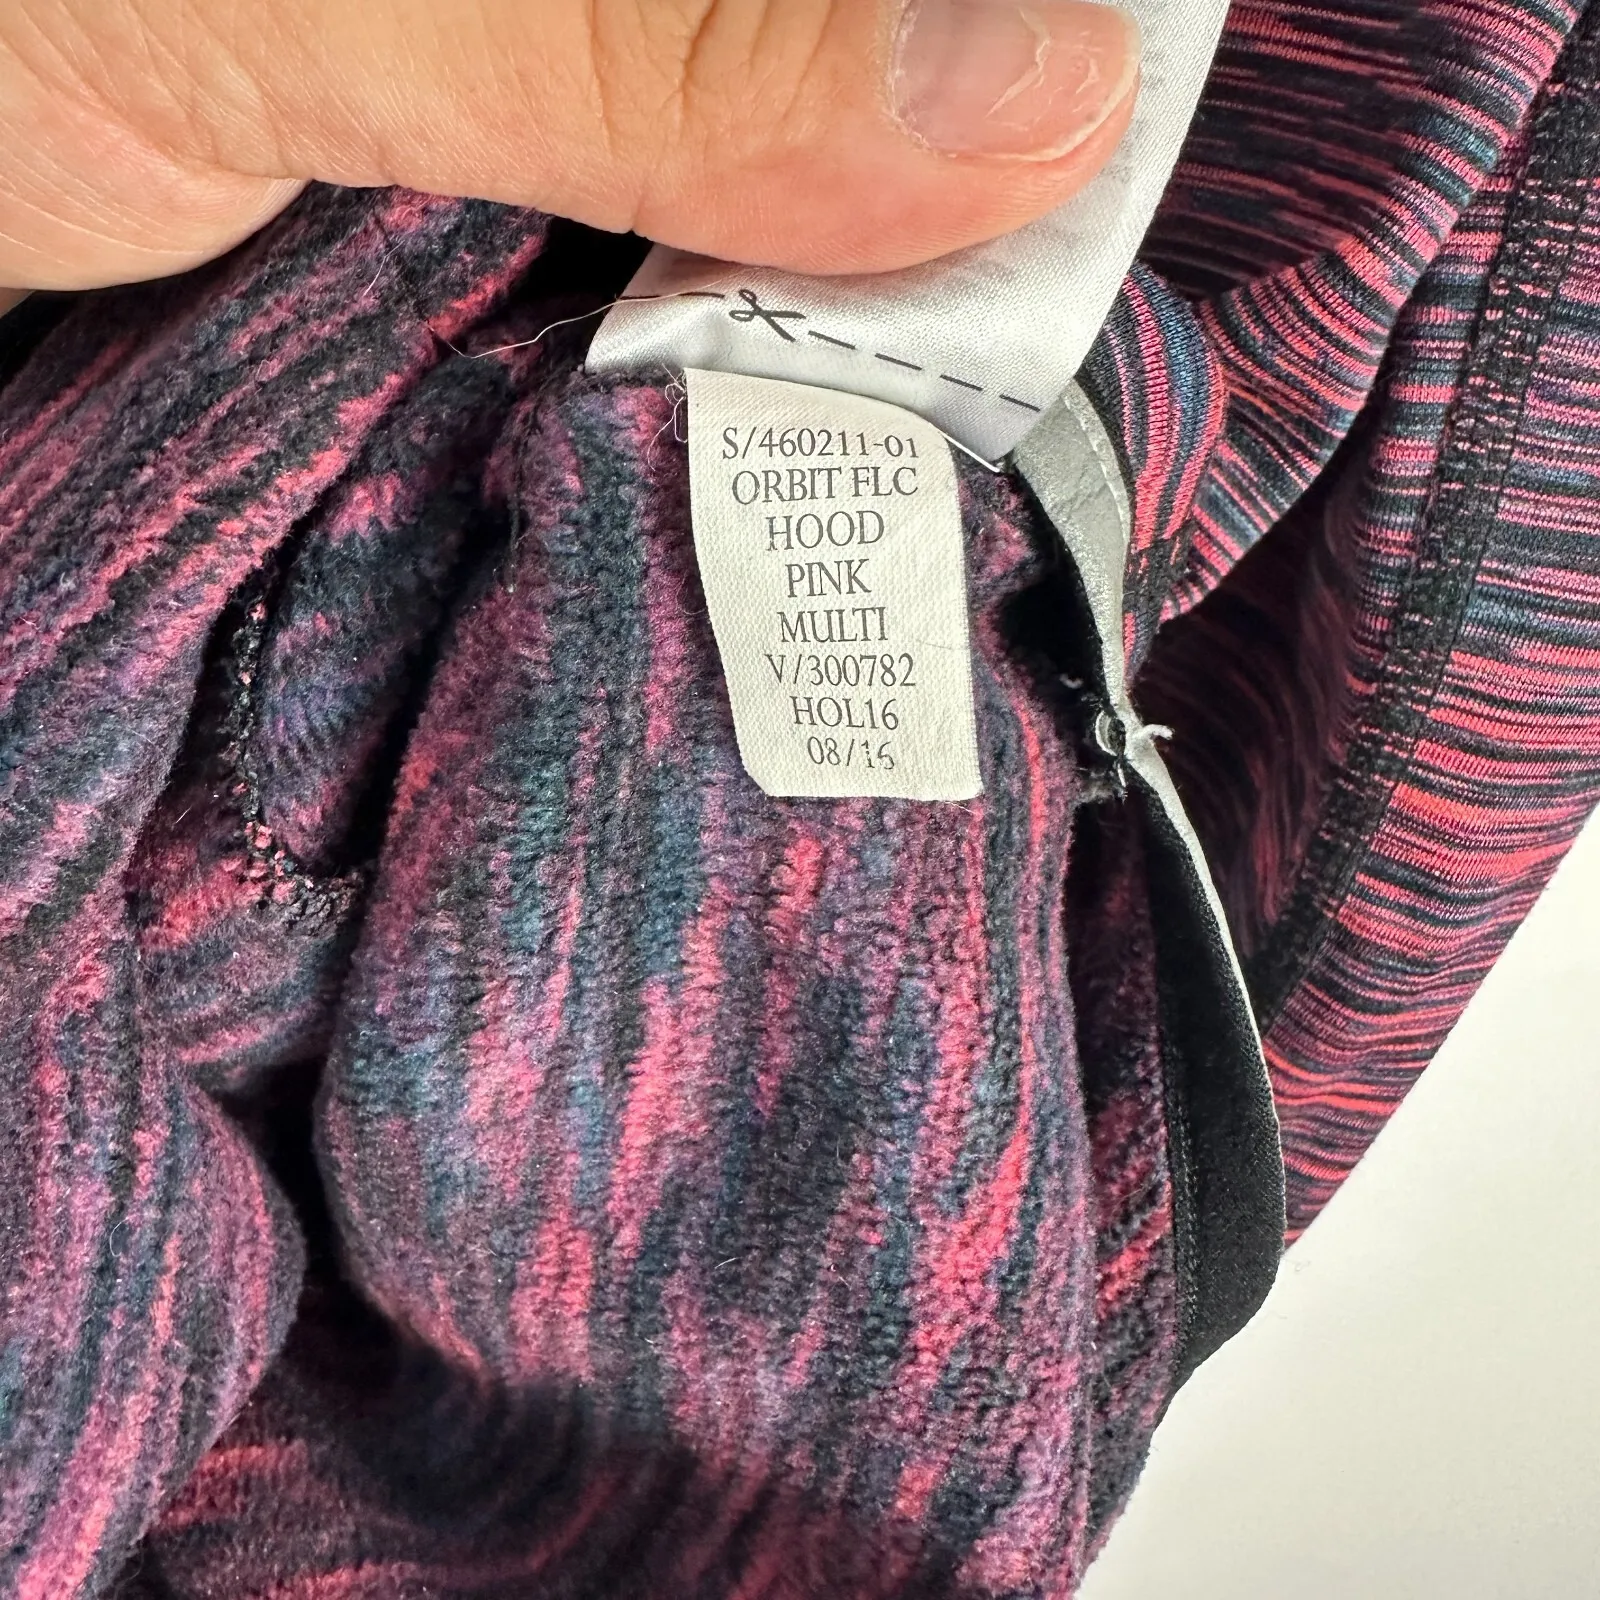 S/460211-01
ORBIT FLC
HOOD
PINK
MULTI
V/300782
HOL16
08/16